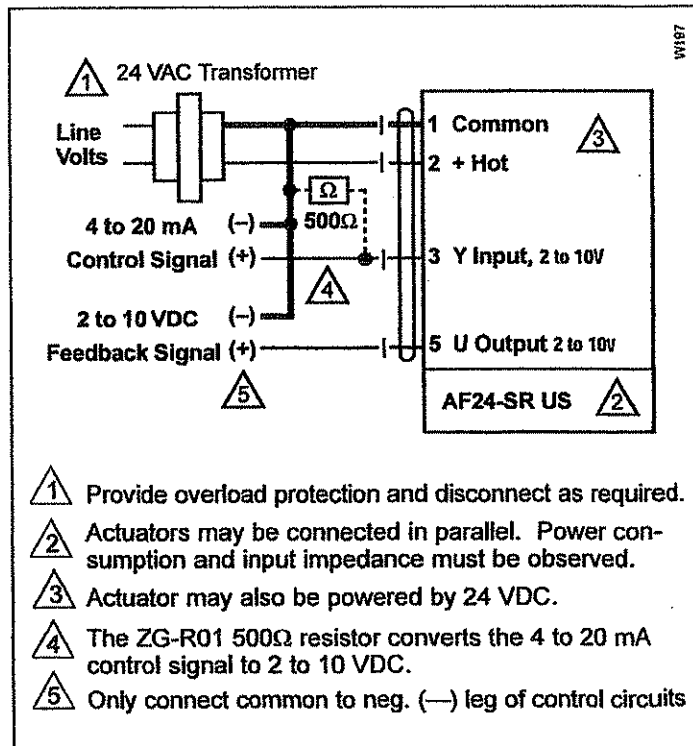 W197
1 24 VAC Transformer
Line
Volts
1 Common
3
2 + Hot
Ω
500Ω
4 to 20 mA (–)
Control Signal (+)
3 Y Input, 2 to 10V
4
2 to 10 VDC (–)
Feedback Signal (+)
5 U Output 2 to 10V
5
AF24-SR US 2
1 Provide overload protection and disconnect as required.
2 Actuators may be connected in parallel. Power con-
sumption and input impedance must be observed.
3 Actuator may also be powered by 24 VDC.
4 The ZG-R01 500Ω resistor converts the 4 to 20 mA
control signal to 2 to 10 VDC.
5 Only connect common to neg. (—) leg of control circuits